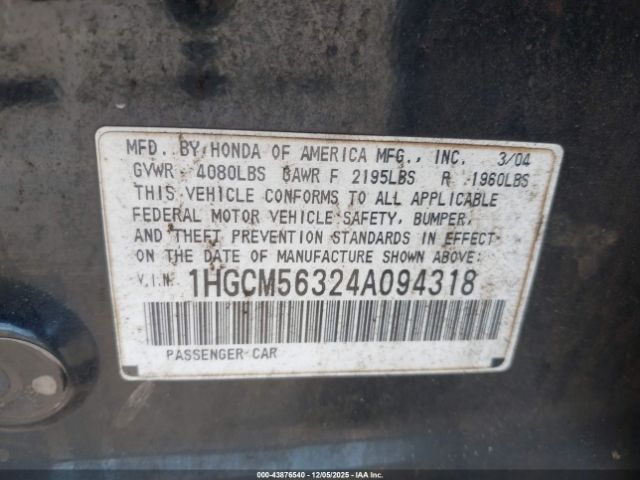 MFD. BY HONDA OF AMERICA MFG., INC. 3/04
GVWR 4080LBS GAWR F 2195LBS R 1960LBS
THIS VEHICLE CONFORMS TO ALL APPLICABLE
FEDERAL MOTOR VEHICLE SAFETY, BUMPER,
AND THEFT PREVENTION STANDARDS IN EFFECT
ON THE DATE OF MANUFACTURE SHOWN ABOVE:
V.I.N. 1HGCM56324A094318
PASSENGER CAR
000-43876540 - 12/05/2025 - IAA Inc.